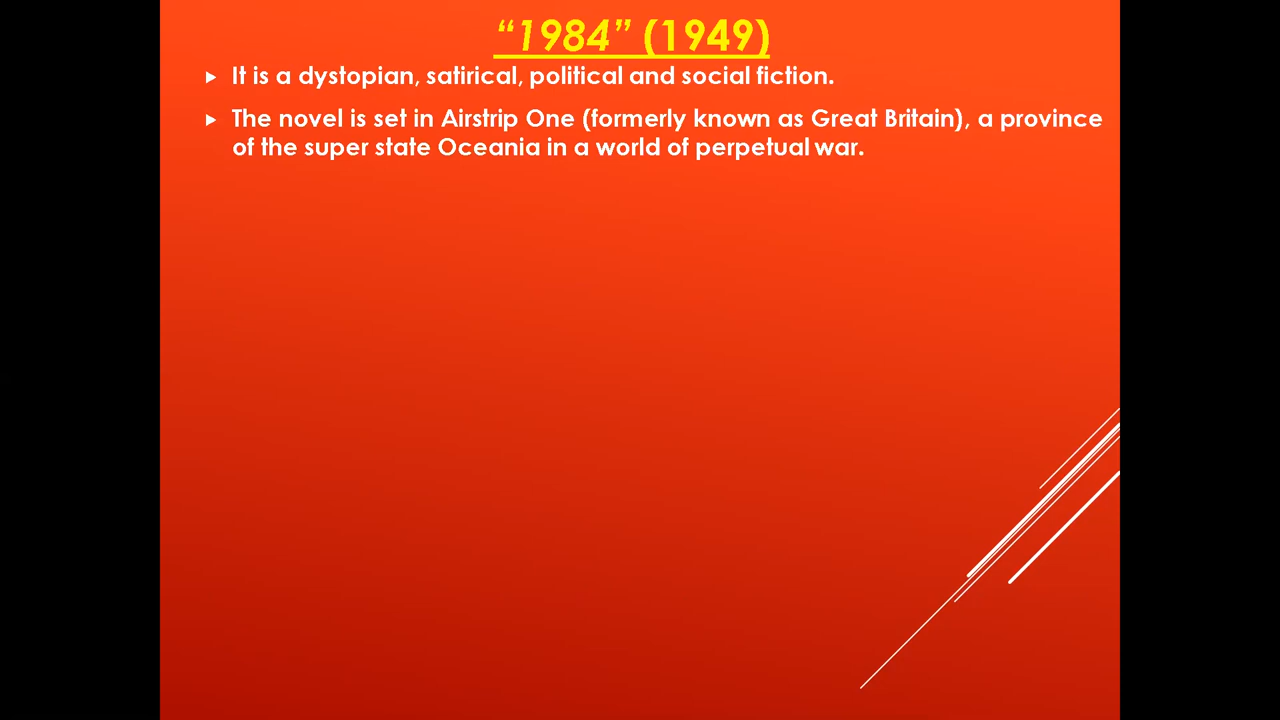 “1984” (1949)
It is a dystopian, satirical, political and social fiction.
The novel is set in Airstrip One (formerly known as Great Britain), a province
of the super state Oceania in a world of perpetual war.